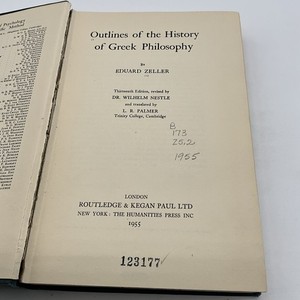 Outlines of the History
of Greek Philosophy
By
EDUARD ZELLER
Thirteenth Edition, revised by
DR. WILHELM NESTLE
and translated by
L. R. PALMER
Trinity College, Cambridge
B
173
Z5.2
1955
LONDON
ROUTLEDGE & KEGAN PAUL LTD
NEW YORK: THE HUMANITIES PRESS INC
1955
123177